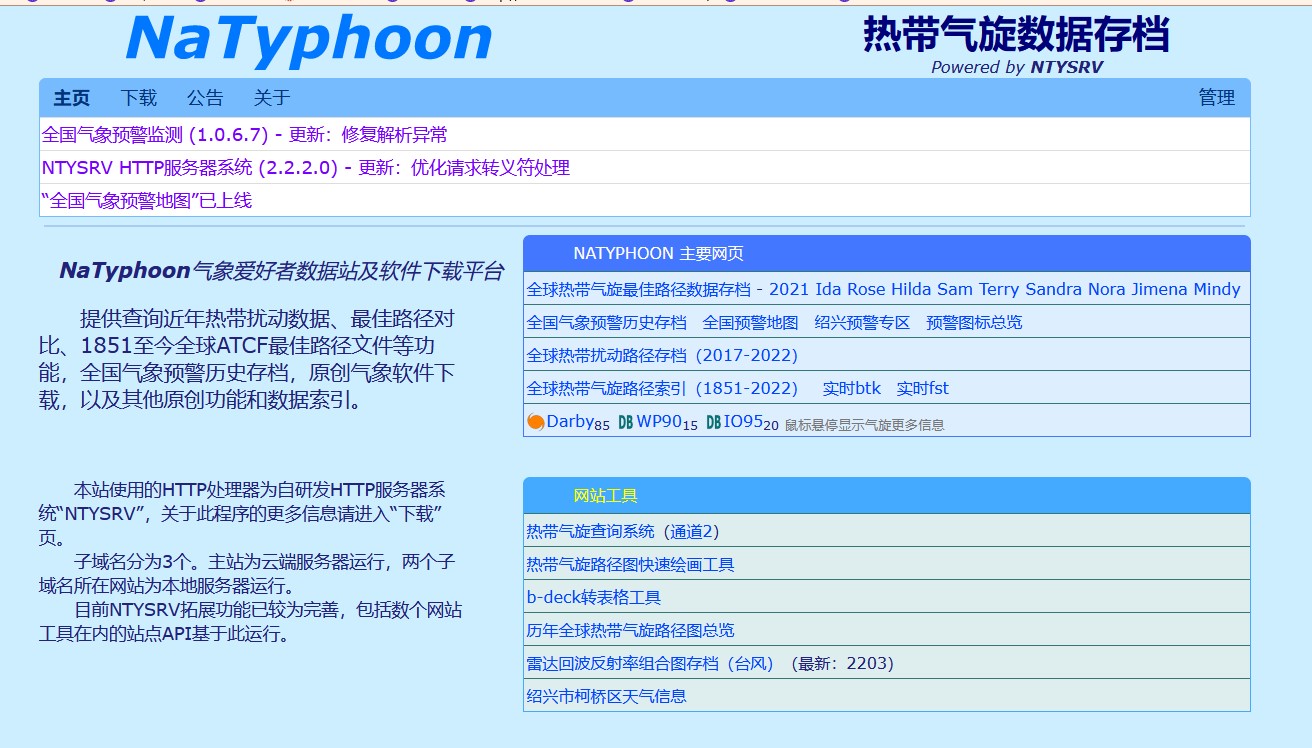 NaTyphoon
热带气旋数据存档
Powered by NTYSRV
主页 下载 公告 关于 管理
全国气象预警监测 (1.0.6.7) - 更新：修复解析异常
NTYSRV HTTP服务器系统 (2.2.2.0) - 更新：优化请求转义符处理
“全国气象预警地图”已上线
NaTyphoon气象爱好者数据站及软件下载平台
提供查询近年热带扰动数据、最佳路径对
比、1851至今全球ATCF最佳路径文件等功
能，全国气象预警历史存档，原创气象软件下
载，以及其他原创功能和数据索引。
本站使用的HTTP处理器为自研发HTTP服务器系
统“NTYSRV”，关于此程序的更多信息请进入“下载”
页。
子域名分为3个。主站为云端服务器运行，两个子
域名所在网站为本地服务器运行。
目前NTYSRV拓展功能已较为完善，包括数个网站
工具在内的站点API基于此运行。
NATYPHOON 主要网页
全球热带气旋最佳路径数据存档 - 2021 Ida Rose Hilda Sam Terry Sandra Nora Jimena Mindy
全国气象预警历史存档 全国预警地图 绍兴预警专区 预警图标总览
全球热带扰动路径存档（2017-2022）
全球热带气旋路径索引（1851-2022） 实时btk 实时fst
Darby85 DB WP9015 DB IO9520 鼠标悬停显示气旋更多信息
网站工具
热带气旋查询系统（通道2）
热带气旋路径图快速绘画工具
b-deck转表格工具
历年全球热带气旋路径图总览
雷达回波反射率组合图存档（台风）（最新：2203）
绍兴市柯桥区天气信息